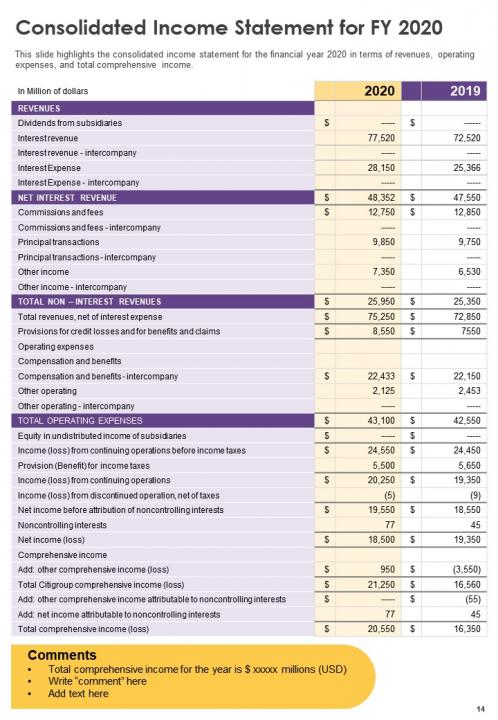 Consolidated Income Statement for FY 2020
This slide highlights the consolidated income statement for the financial year 2020 in terms of revenues, operating
expenses, and total comprehensive income.
In Million of dollars 2020 2019
REVENUES
Dividends from subsidiaries $ ----- $ ------
Interest revenue 77,520 72,520
Interest revenue - intercompany ----- -----
Interest Expense 28,150 25,366
Interest Expense - intercompany ----- -----
NET INTEREST REVENUE $ 48,352 $ 47,550
Commissions and fees $ 12,750 $ 12,850
Commissions and fees - intercompany ----- -----
Principal transactions 9,850 9,750
Principal transactions - intercompany ----- -----
Other income 7,350 6,530
Other income - intercompany ----- -----
TOTAL NON – INTEREST REVENUES $ 25,950 $ 25,350
Total revenues, net of interest expense $ 75,250 $ 72,850
Provisions for credit losses and for benefits and claims $ 8,550 $ 7550
Operating expenses
Compensation and benefits
Compensation and benefits - intercompany $ 22,433 $ 22,150
Other operating 2,125 2,453
Other operating - intercompany ----- -----
TOTAL OPERATING EXPENSES $ 43,100 $ 42,550
Equity in undistributed income of subsidiaries $ ----- $ -----
Income (loss) from continuing operations before income taxes $ 24,550 $ 24,450
Provision (Benefit) for income taxes 5,500 5,650
Income (loss) from continuing operations $ 20,250 $ 19,350
Income (loss) from discontinued operation, net of taxes (5) (9)
Net income before attribution of noncontrolling interests $ 19,550 $ 18,550
Noncontrolling interests 77 45
Net income (loss) $ 18,500 $ 19,350
Comprehensive income
Add: other comprehensive income (loss) $ 950 $ (3,550)
Total Citigroup comprehensive income (loss) $ 21,250 $ 16,560
Add: other comprehensive income attributable to noncontrolling interests $ ----- $ (55)
Add: net income attributable to noncontrolling interests 77 45
Total comprehensive income (loss) $ 20,550 $ 16,350
Comments
• Total comprehensive income for the year is $ xxxxx millions (USD)
• Write "comment" here
• Add text here
14